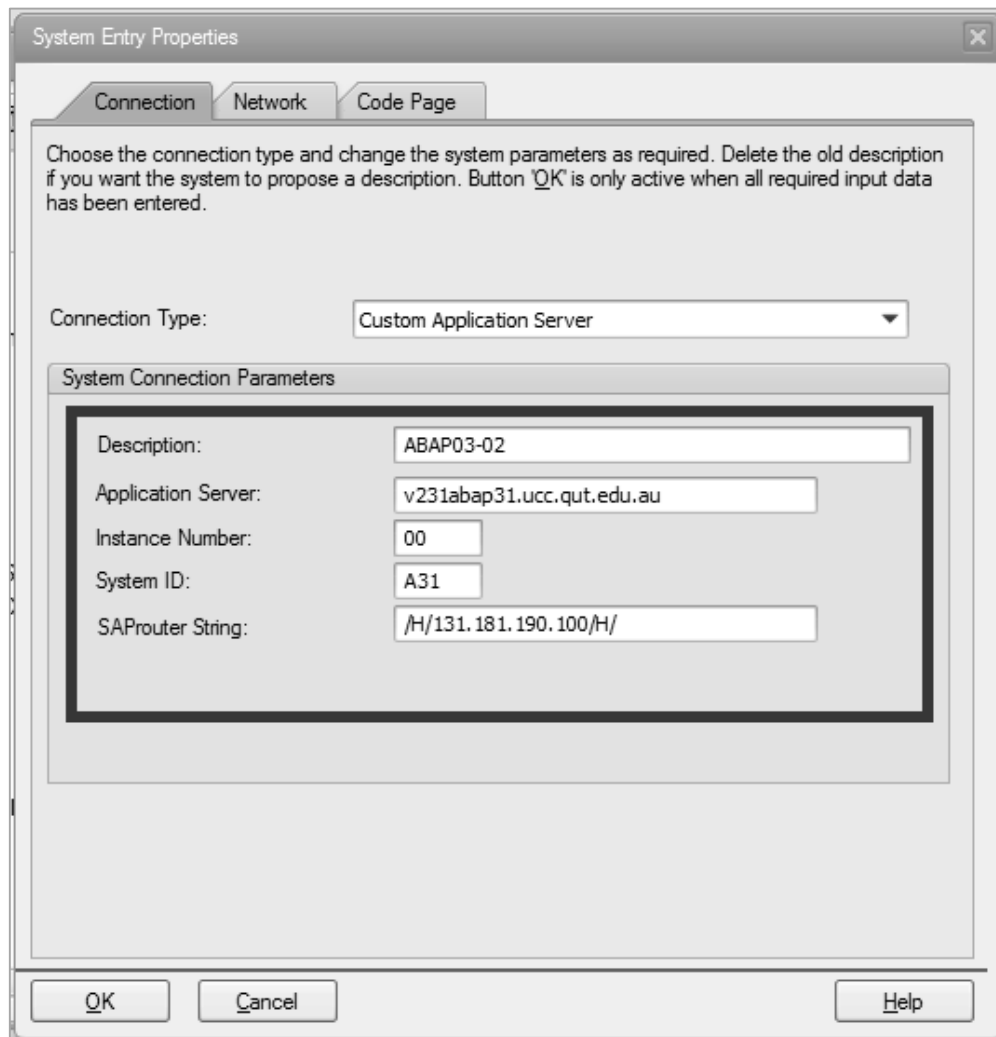 System Entry Properties
Connection Network Code Page
Choose the connection type and change the system parameters as required. Delete the old description
if you want the system to propose a description. Button 'OK' is only active when all required input data
has been entered.
Connection Type: Custom Application Server
System Connection Parameters
Description: ABAP03-02
Application Server: v231abap31.ucc.qut.edu.au
Instance Number: 00
System ID: A31
SAProuter String: /H/131.181.190.100/H/
OK Cancel Help